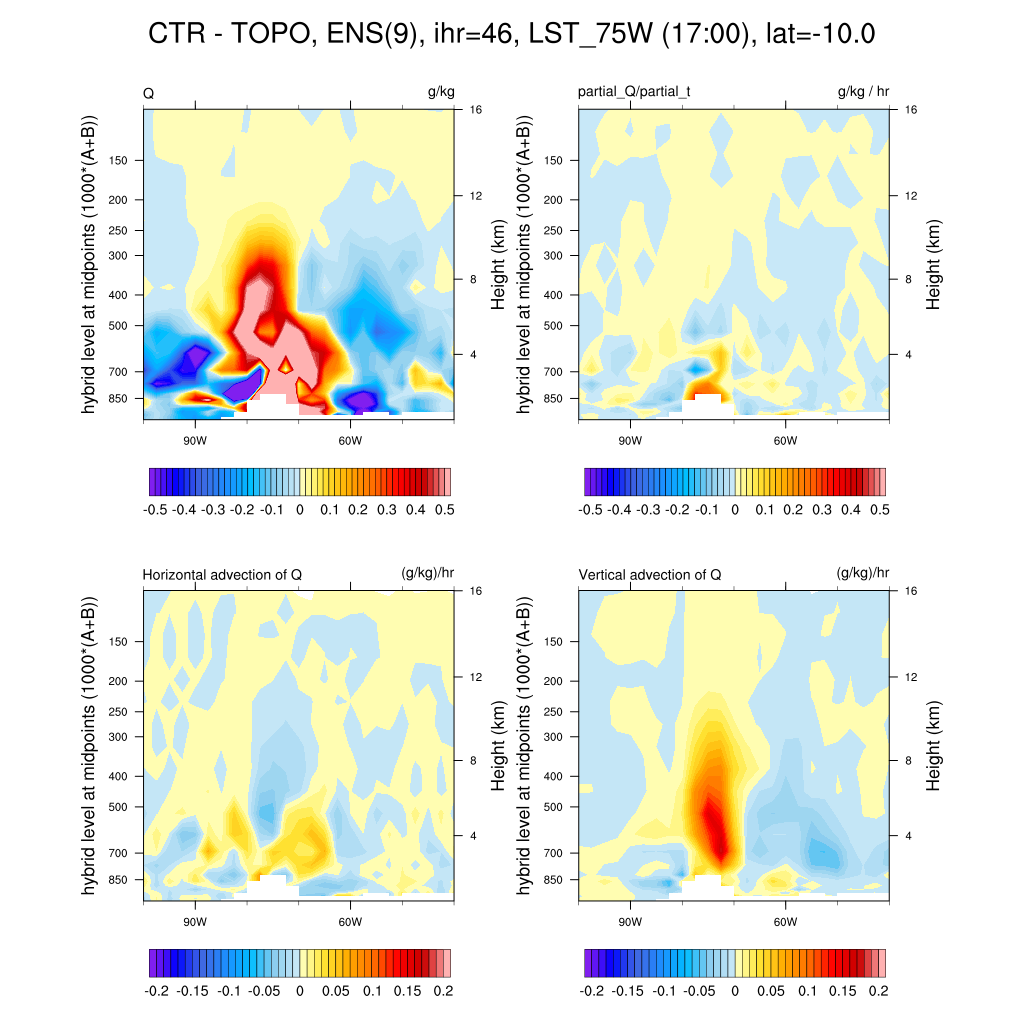 CTR - TOPO, ENS(9), ihr=46, LST_75W (17:00), lat=-10.0
Q g/kg
hybrid level at midpoints (1000*(A+B))
150
200
250
300
400
500
700
850
16
12
8
4
Height (km)
90W 60W
-0.5 -0.4 -0.3 -0.2 -0.1 0 0.1 0.2 0.3 0.4 0.5
partial_Q/partial_t g/kg / hr
hybrid level at midpoints (1000*(A+B))
150
200
250
300
400
500
700
850
16
12
8
4
Height (km)
90W 60W
-0.5 -0.4 -0.3 -0.2 -0.1 0 0.1 0.2 0.3 0.4 0.5
Horizontal advection of Q (g/kg)/hr
hybrid level at midpoints (1000*(A+B))
150
200
250
300
400
500
700
850
16
12
8
4
Height (km)
90W 60W
-0.2 -0.15 -0.1 -0.05 0 0.05 0.1 0.15 0.2
Vertical advection of Q (g/kg)/hr
hybrid level at midpoints (1000*(A+B))
150
200
250
300
400
500
700
850
16
12
8
4
Height (km)
90W 60W
-0.2 -0.15 -0.1 -0.05 0 0.05 0.1 0.15 0.2